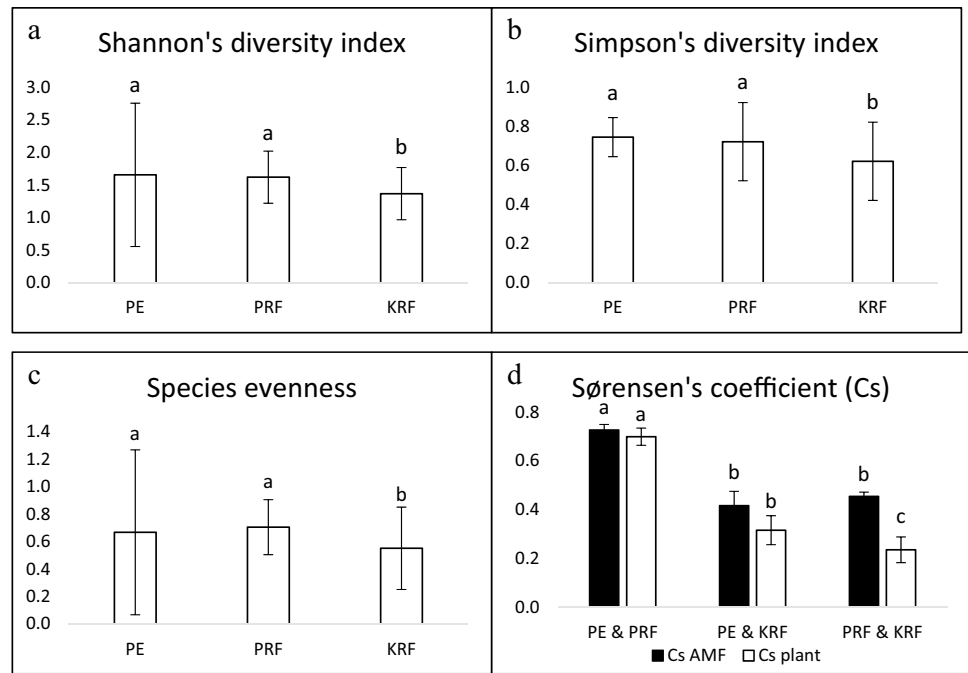 a
Shannon's diversity index
3.0
2.5
2.0
1.5
1.0
0.5
0.0
a
a
b
PE PRF KRF
b
Simpson's diversity index
1.0
0.8
0.6
0.4
0.2
0.0
a
a
b
PE PRF KRF
c
Species evenness
1.4
1.2
1.0
0.8
0.6
0.4
0.2
0.0
a
a
b
PE PRF KRF
d
Sørensen's coefficient (Cs)
0.8
0.6
0.4
0.2
0.0
a a
b b
b c
PE & PRF PE & KRF PRF & KRF
Cs AMF Cs plant